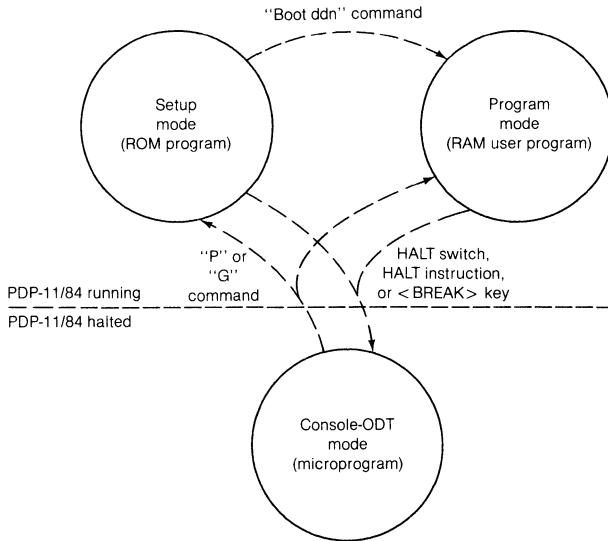 “Boot ddn” command
Setup
mode
(ROM program)
Program
mode
(RAM user program)
“P” or
“G”
command
HALT switch,
HALT instruction,
or <BREAK> key
PDP-11/84 running
PDP-11/84 halted
Console-ODT
mode
(microprogram)